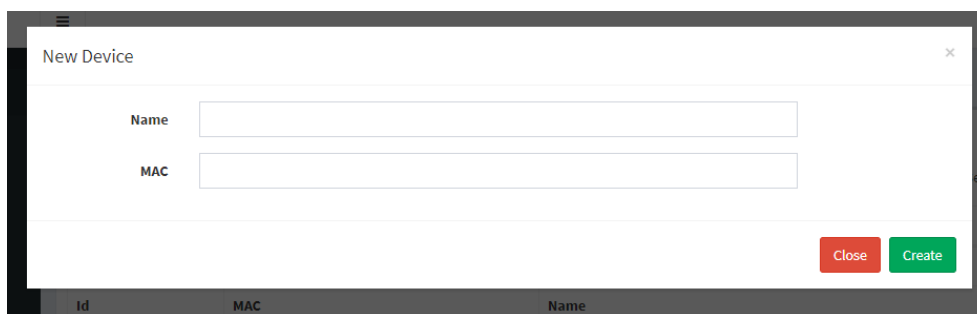 New Device
×
Name
MAC
Close Create
Id MAC Name